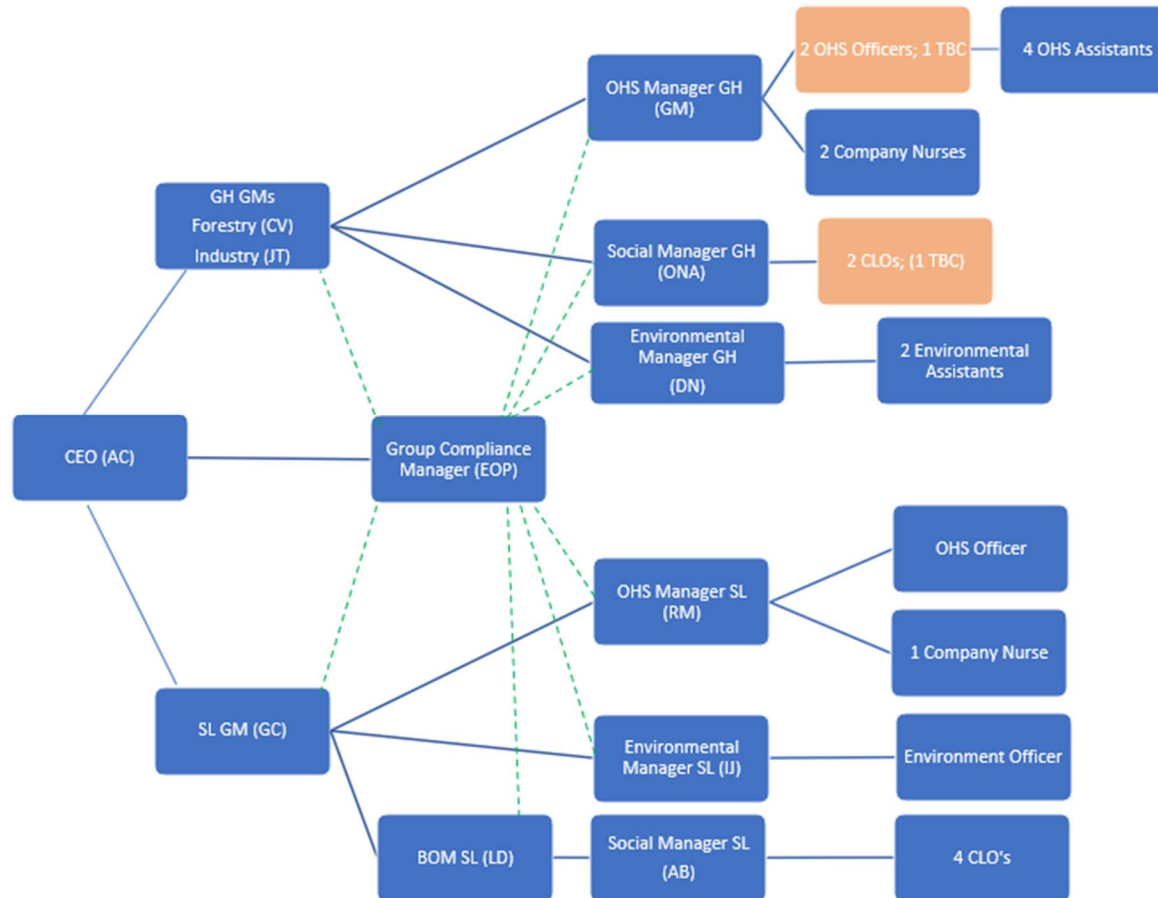 2 OHS Officers; 1 TBC
4 OHS Assistants
OHS Manager GH
(GM)
2 Company Nurses
GH GMs
Forestry (CV)
Industry (JT)
Social Manager GH
(ONA)
2 CLOs; (1 TBC)
Environmental
Manager GH
(DN)
2 Environmental
Assistants
CEO (AC)
Group Compliance
Manager (EOP)
OHS Officer
OHS Manager SL
(RM)
1 Company Nurse
SL GM (GC)
Environmental
Manager SL (IJ)
Environment Officer
BOM SL (LD)
Social Manager SL
(AB)
4 CLO's